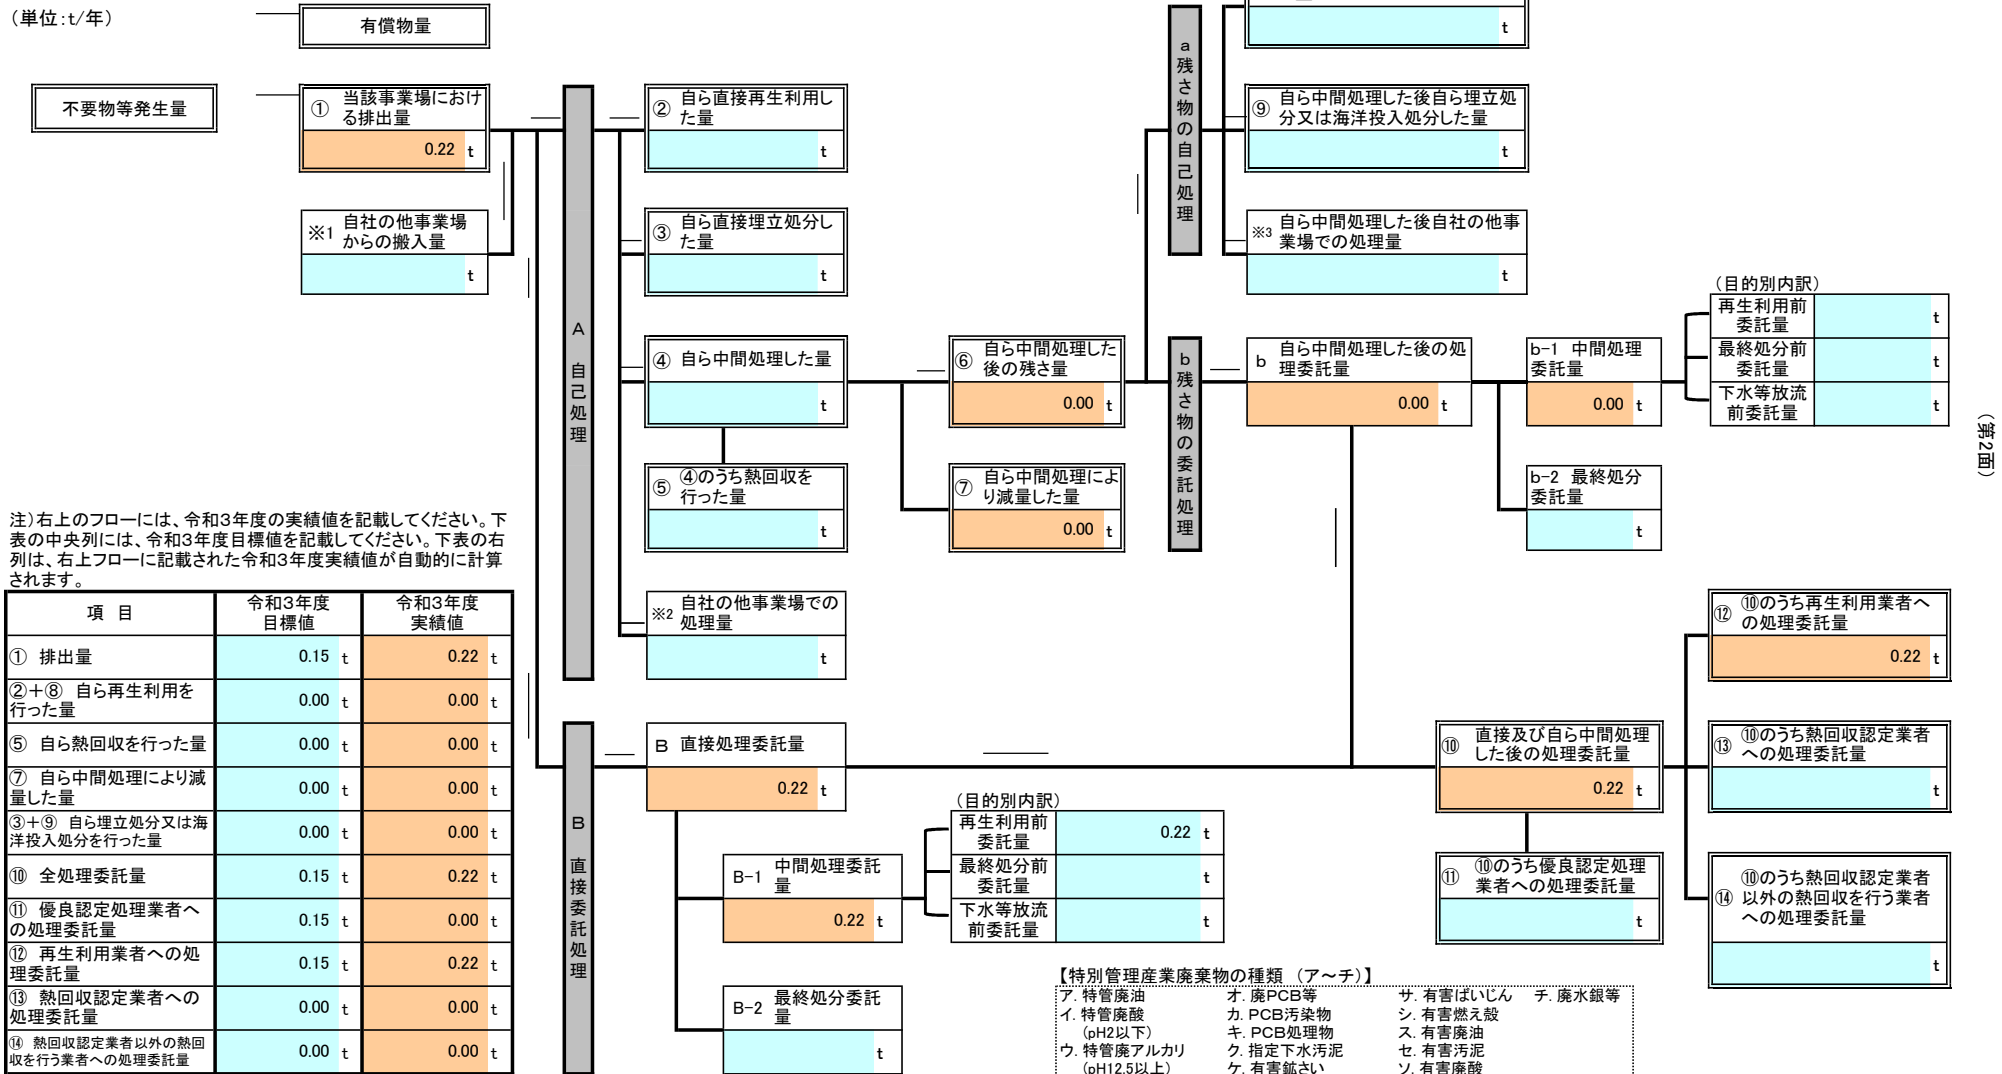 (単位:t/年)
有償物量
不要物等発生量
① 当該事業場におけ
る排出量
0.22 t
※1 自社の他事業場
からの搬入量
t
A 自己処理
② 自ら直接再生利用し
た量
t
③ 自ら直接埋立処分し
た量
t
④ 自ら中間処理した量
t
⑤ ④のうち熱回収を
行った量
t
※2 自社の他事業場での
処理量
t
⑥ 自ら中間処理した
後の残さ量
0.00 t
⑦ 自ら中間処理によ
り減量した量
0.00 t
a 残さ物の自己処理
t
⑨ 自ら中間処理した後自ら埋立処
分又は海洋投入処分した量
t
※3 自ら中間処理した後自社の他事
業場での処理量
t
b 残さ物の委託処理
b 自ら中間処理した後の処
理委託量
0.00 t
b-1 中間処理
委託量
0.00 t
b-2 最終処分
委託量
t
(目的別内訳)
再生利用前
委託量 t
最終処分前
委託量 t
下水等放流
前委託量 t
(第2面)
注)右上のフローには、令和3年度の実績値を記載してください。下
表の中央列には、令和3年度目標値を記載してください。下表の右
列は、右上フローに記載された令和3年度実績値が自動的に計算
されます。
項 目 令和3年度 令和3年度
目標値 実績値
① 排出量 0.15 t 0.22 t
②+⑧ 自ら再生利用を
行った量 0.00 t 0.00 t
⑤ 自ら熱回収を行った量 0.00 t 0.00 t
⑦ 自ら中間処理により減
量した量 0.00 t 0.00 t
③+⑨ 自ら埋立処分又は海
洋投入処分を行った量 0.00 t 0.00 t
⑩ 全処理委託量 0.15 t 0.22 t
⑪ 優良認定処理業者へ
の処理委託量 0.15 t 0.00 t
⑫ 再生利用業者への処
理委託量 0.15 t 0.22 t
⑬ 熱回収認定業者への
処理委託量 0.00 t 0.00 t
⑭ 熱回収認定業者以外の熱回
収を行う業者への処理委託量 0.00 t 0.00 t
B 直接委託処理
B 直接処理委託量
0.22 t
B-1 中間処理委託
量
0.22 t
B-2 最終処分委託
量
t
(目的別内訳)
再生利用前
委託量 0.22 t
最終処分前
委託量 t
下水等放流
前委託量 t
⑩ 直接及び自ら中間処理
した後の処理委託量
0.22 t
⑪ ⑩のうち優良認定処理
業者への処理委託量
t
⑫ ⑩のうち再生利用業者へ
の処理委託量
0.22 t
⑬ ⑩のうち熱回収認定業者
への処理委託量
t
⑭ ⑩のうち熱回収認定業者
以外の熱回収を行う業者
への処理委託量
t
【特別管理産業廃棄物の種類 (ア~チ)】
ア. 特管廃油 オ. 廃PCB等 サ. 有害ばいじん チ. 廃水銀等
イ. 特管廃酸 カ. PCB汚染物 シ. 有害燃え殻
(pH2以下) キ. PCB処理物 ス. 有害廃油
ウ. 特管廃アルカリ ク. 指定下水汚泥 セ. 有害汚泥
(pH12.5以上) ケ. 有害鉱さい ソ. 有害廃酸